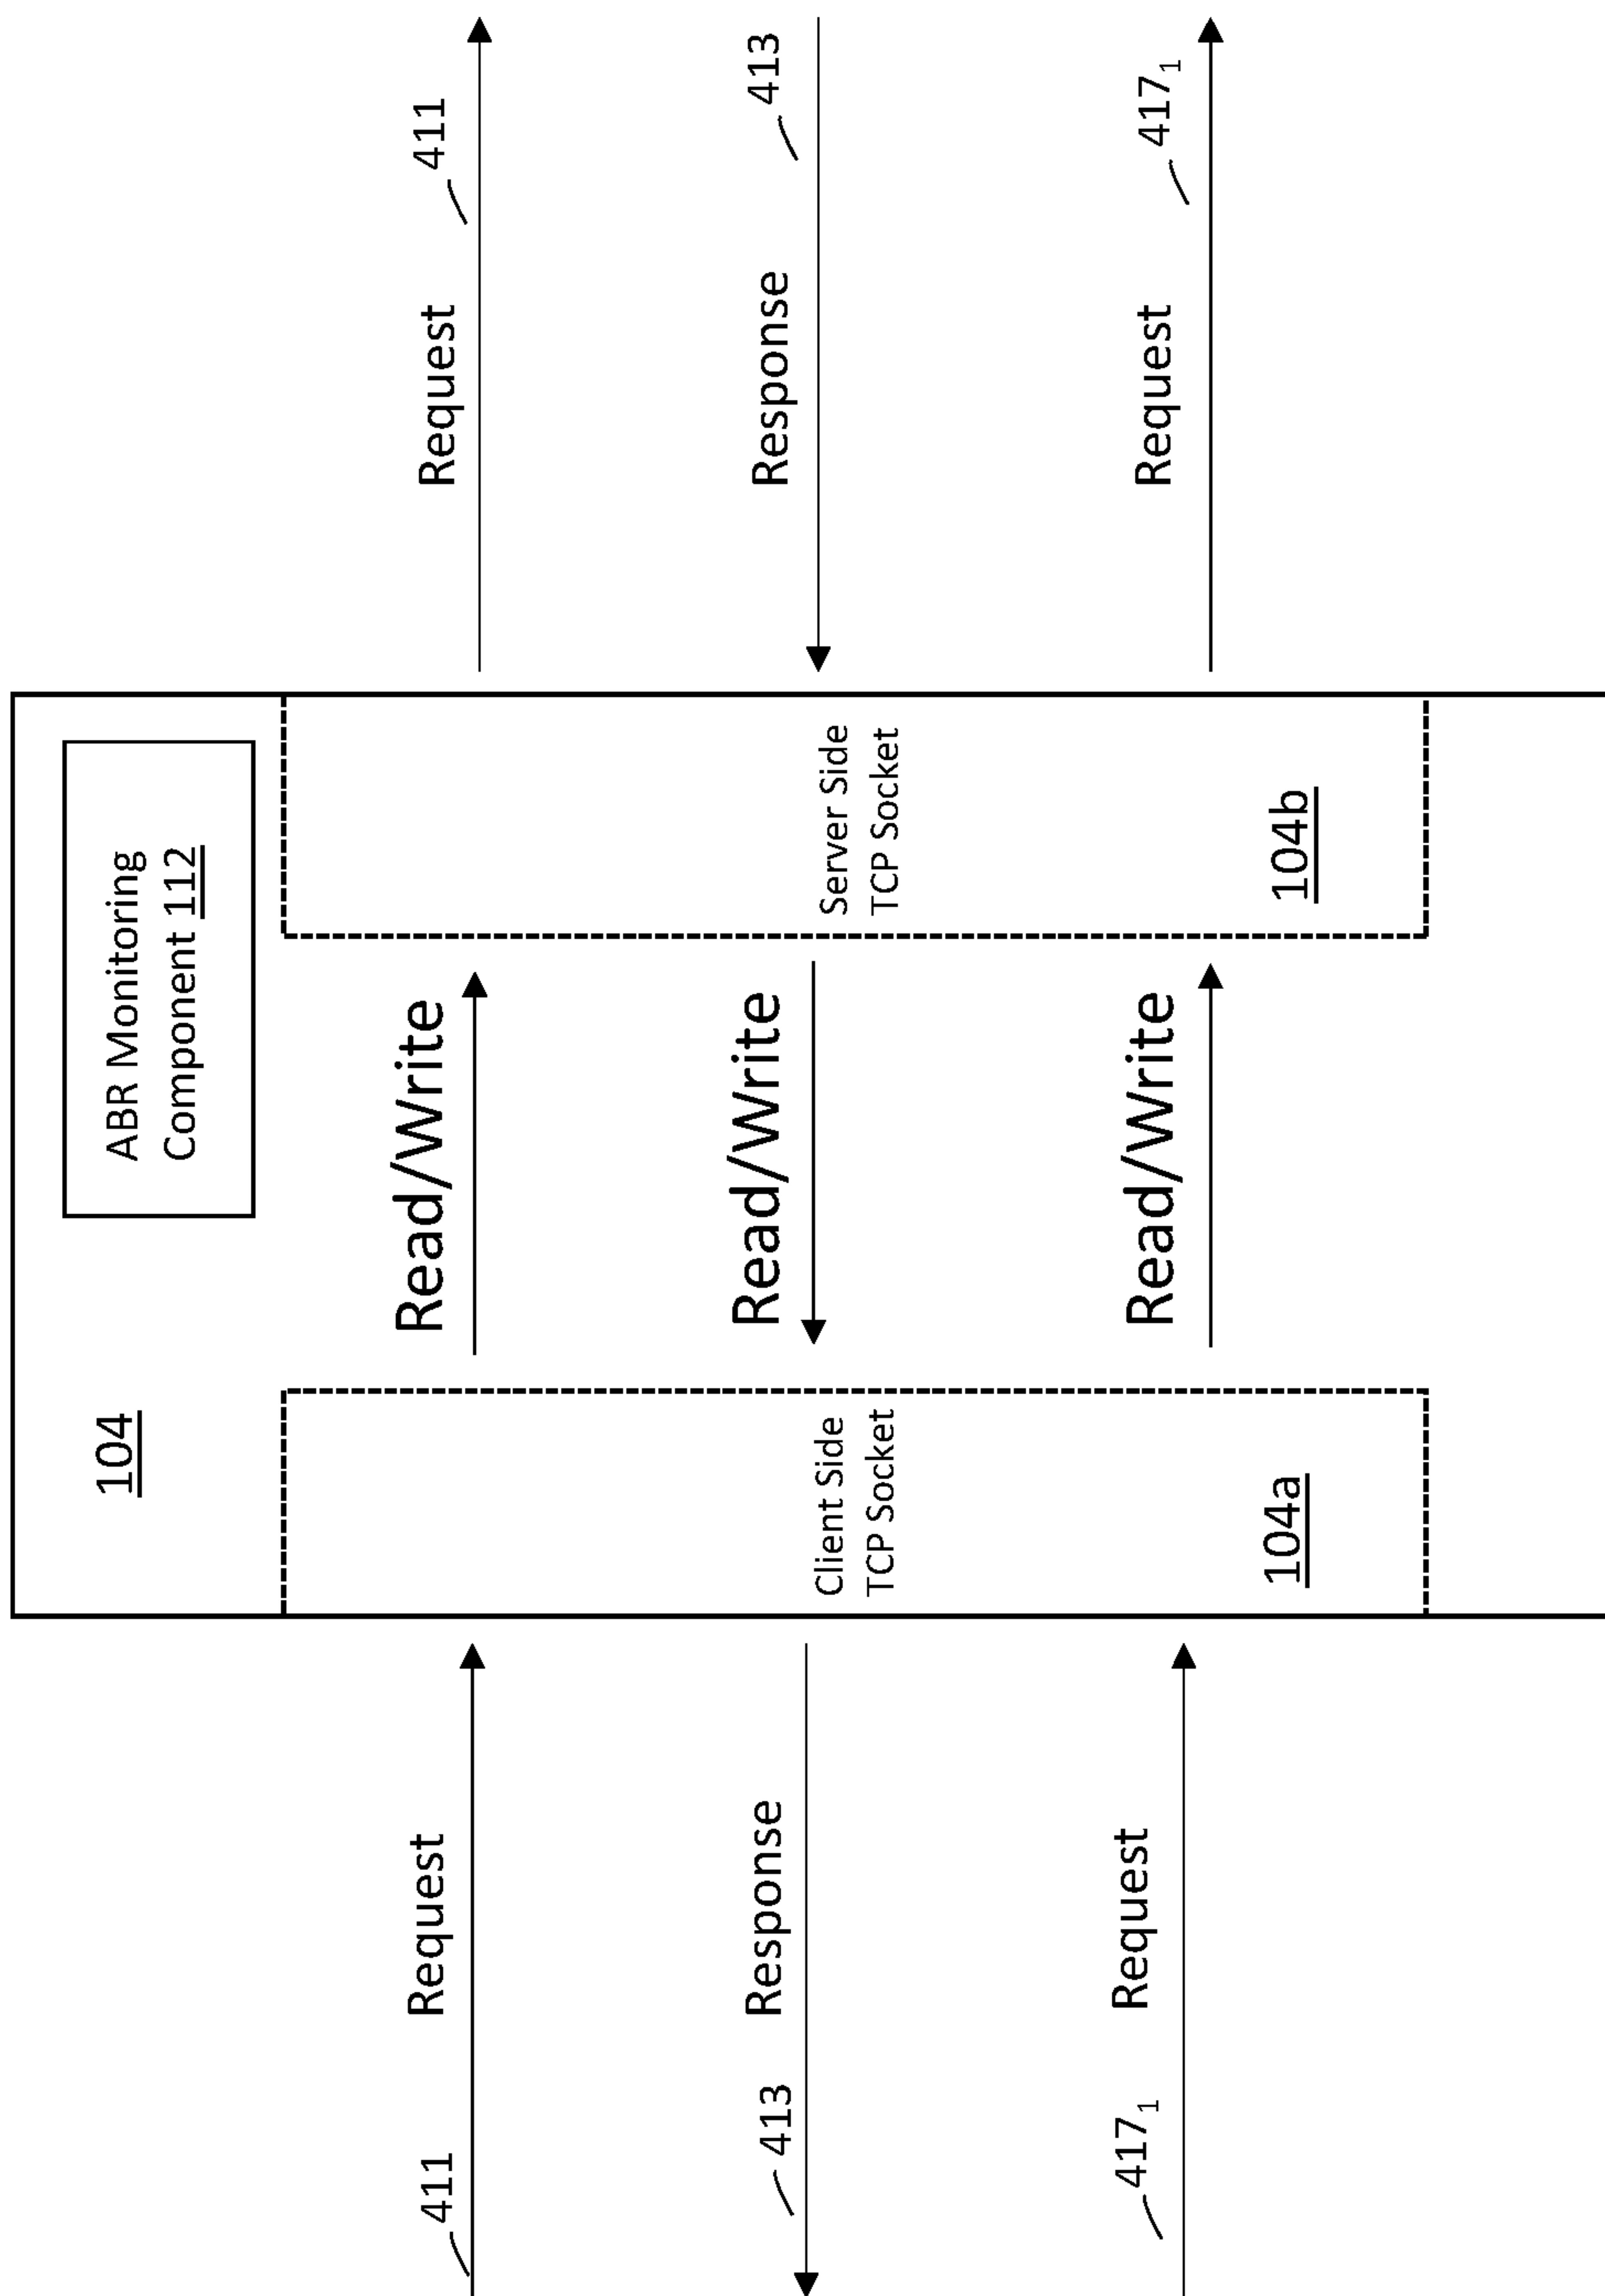 104
ABR Monitoring
Component 112
411 Request
Read/Write
Request 411
413 Response
Read/Write
Response 413
Client Side
TCP Socket
Server Side
TCP Socket
417₁ Request
Read/Write
Request 417₁
104a
104b